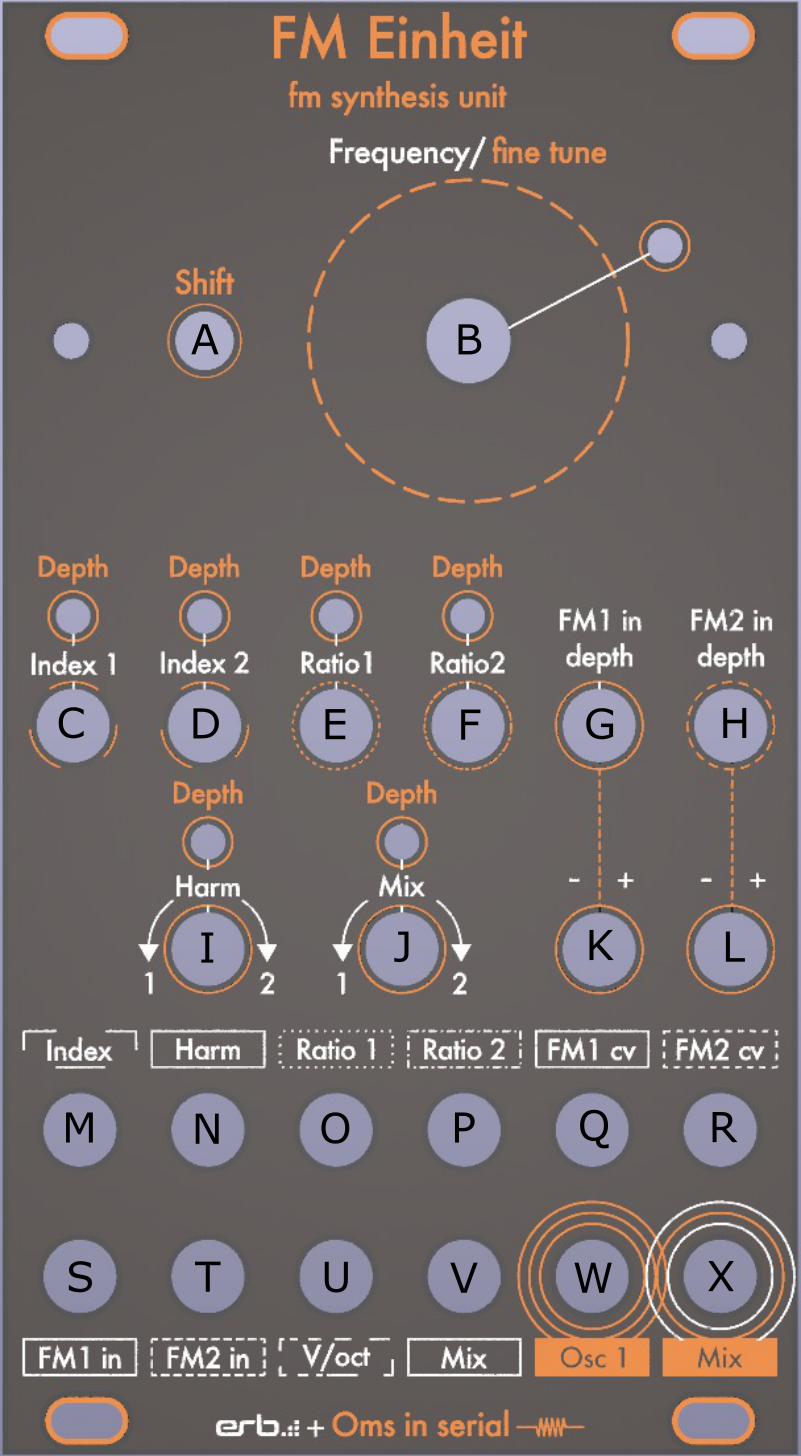 FM Einheit
fm synthesis unit
Frequency/ fine tune
Shift
A
B
Depth Depth Depth Depth
FM1 in depth
FM2 in depth
Index 1 Index 2 Ratio1 Ratio2
C D E F G H
Depth Depth
Harm Mix
- + - +
I J K L
1 2 1 2
Index Harm Ratio 1 Ratio 2 FM1 cv FM2 cv
M N O P Q R
S T U V W X
FM1 in FM2 in V/oct Mix Osc 1 Mix
erb + Oms in serial